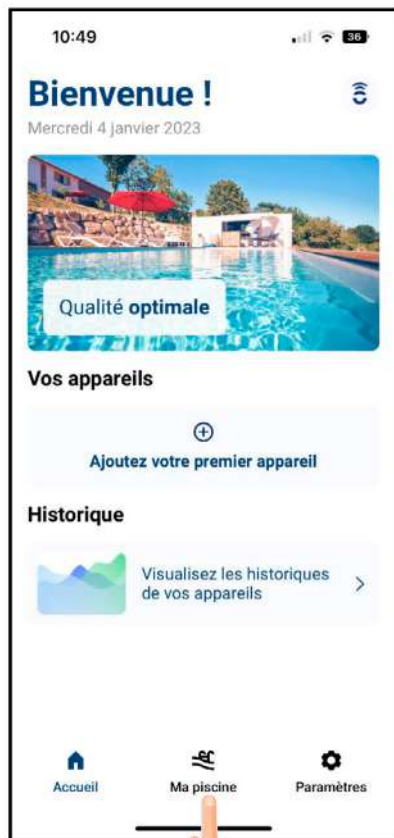 10:49
36
Bienvenue !
Mercredi 4 janvier 2023
Qualité optimale
Vos appareils
Ajoutez votre premier appareil
Historique
Visualisez les historiques
de vos appareils
Accueil
Ma piscine
Paramètres